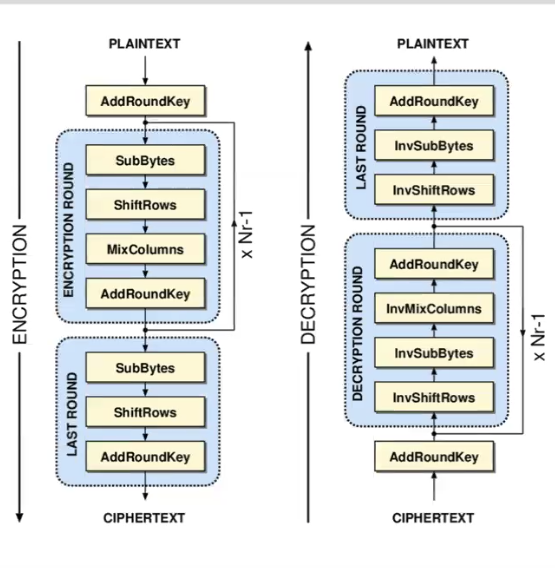 PLAINTEXT
AddRoundKey
ENCRYPTION
ENCRYPTION ROUND
SubBytes
ShiftRows
MixColumns
AddRoundKey
x Nr-1
LAST ROUND
SubBytes
ShiftRows
AddRoundKey
CIPHERTEXT
PLAINTEXT
DECRYPTION
LAST ROUND
AddRoundKey
InvSubBytes
InvShiftRows
DECRYPTION ROUND
AddRoundKey
InvMixColumns
InvSubBytes
InvShiftRows
x Nr-1
AddRoundKey
CIPHERTEXT